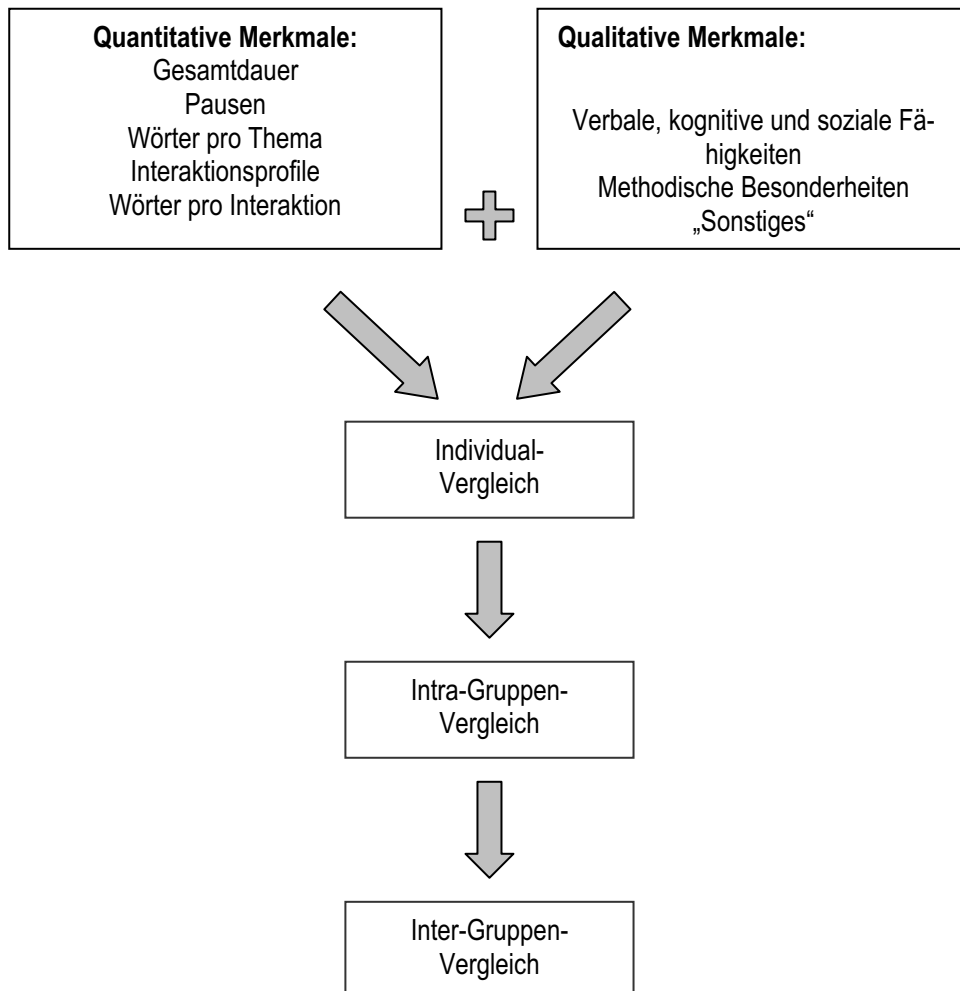 Quantitative Merkmale:
Gesamtdauer
Pausen
Wörter pro Thema
Interaktionsprofile
Wörter pro Interaktion
Qualitative Merkmale:
Verbale, kognitive und soziale Fä-
higkeiten
Methodische Besonderheiten
„Sonstiges“
Individual-
Vergleich
Intra-Gruppen-
Vergleich
Inter-Gruppen-
Vergleich